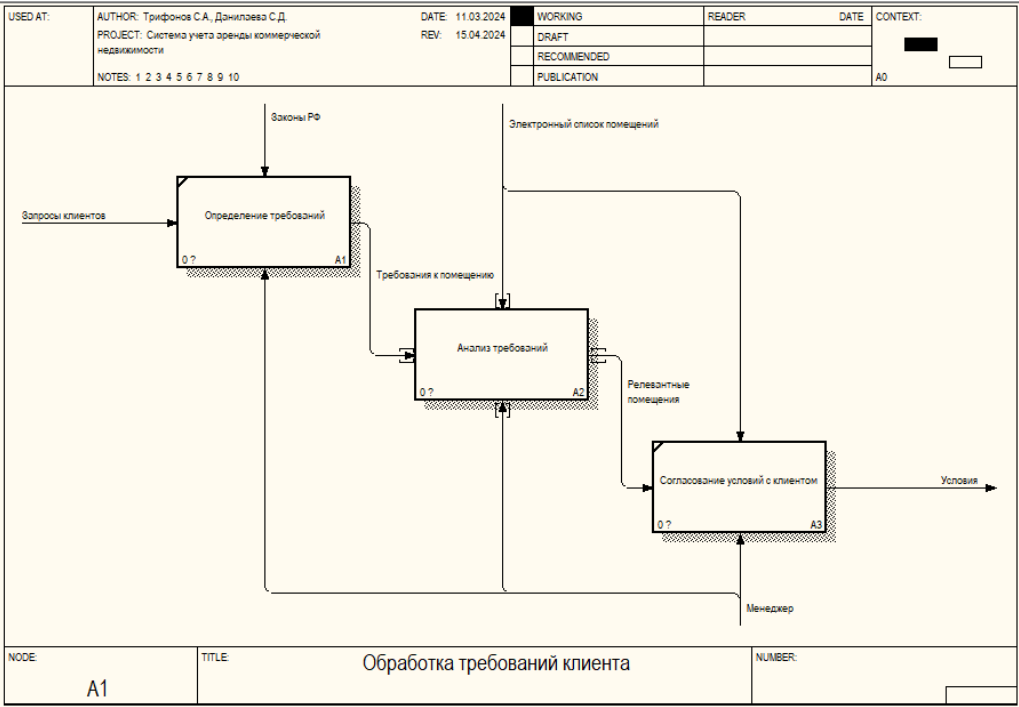 USED AT:
AUTHOR: Трифонов С.А., Данилаева С.Д.
DATE: 11.03.2024
PROJECT: Система учета аренды коммерческой
недвижимости
REV: 15.04.2024
NOTES: 1 2 3 4 5 6 7 8 9 10
WORKING
DRAFT
RECOMMENDED
PUBLICATION
READER
DATE
CONTEXT:
A0
Законы РФ
Электронный список помещений
Запросы клиентов
Определение требований
0 ?
A1
Требования к помещению
Анализ требований
0 ?
A2
Релевантные
помещения
Согласование условий с клиентом
0 ?
A3
Условия
Менеджер
NODE:
A1
TITLE:
Обработка требований клиента
NUMBER: